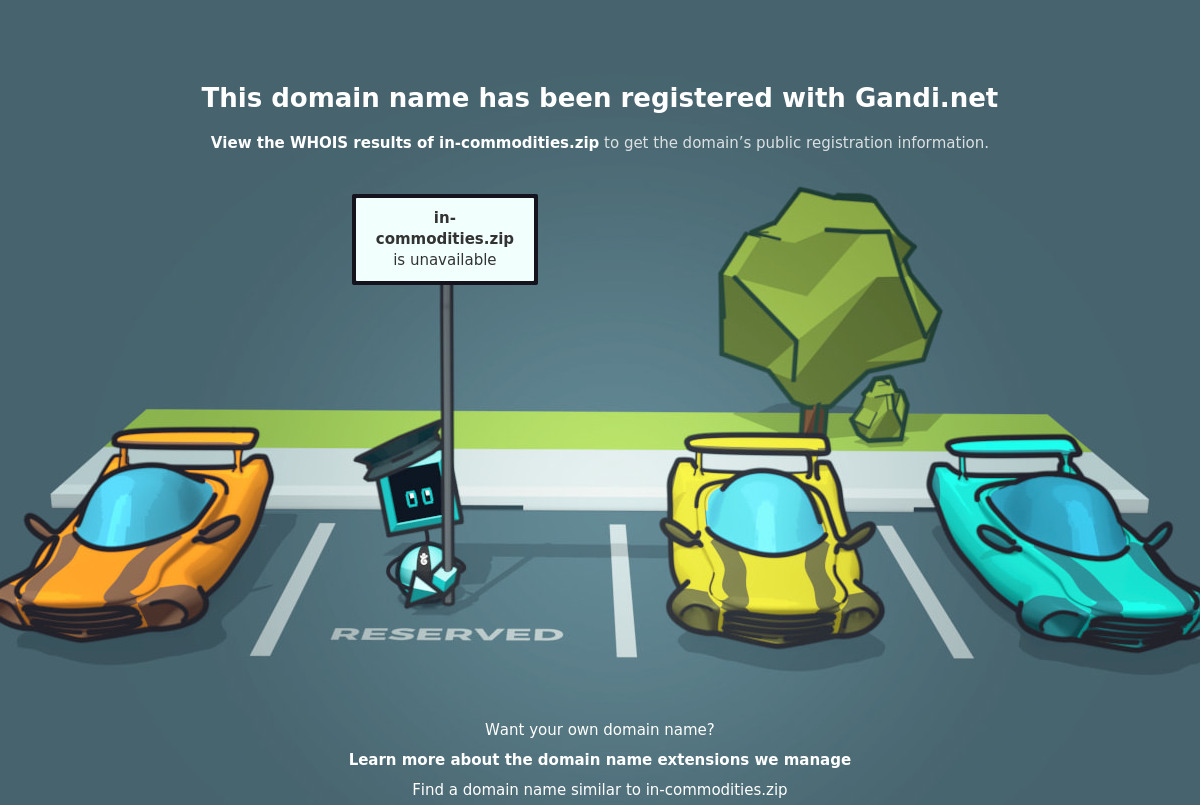 This domain name has been registered with Gandi.net
View the WHOIS results of in-commodities.zip to get the domain’s public registration information.
in-
commodities.zip
is unavailable
RESERVED
Want your own domain name?
Learn more about the domain name extensions we manage
Find a domain name similar to in-commodities.zip